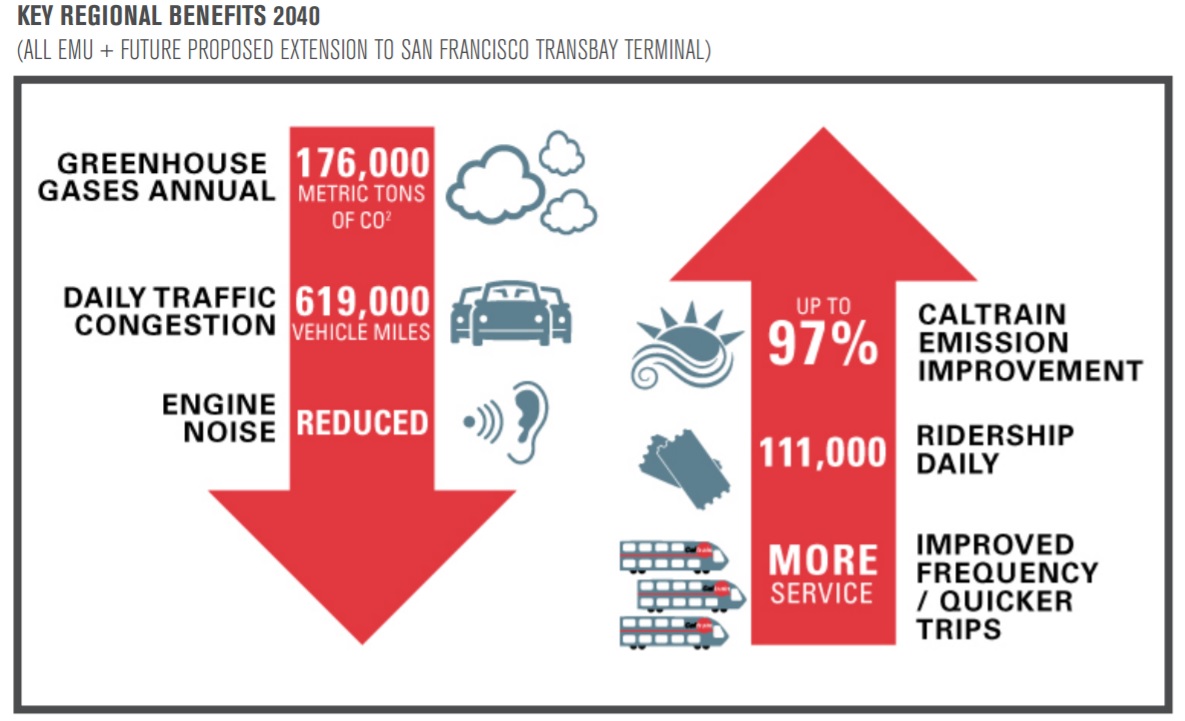 KEY REGIONAL BENEFITS 2040
(ALL EMU + FUTURE PROPOSED EXTENSION TO SAN FRANCISCO TRANSBAY TERMINAL)
GREENHOUSE
GASES ANNUAL
176,000
METRIC TONS
OF CO²
DAILY TRAFFIC
CONGESTION
619,000
VEHICLE MILES
ENGINE
NOISE
REDUCED
UP TO
97%
CALTRAIN
EMISSION
IMPROVEMENT
111,000
RIDERSHIP
DAILY
MORE
SERVICE
IMPROVED
FREQUENCY
/ QUICKER
TRIPS